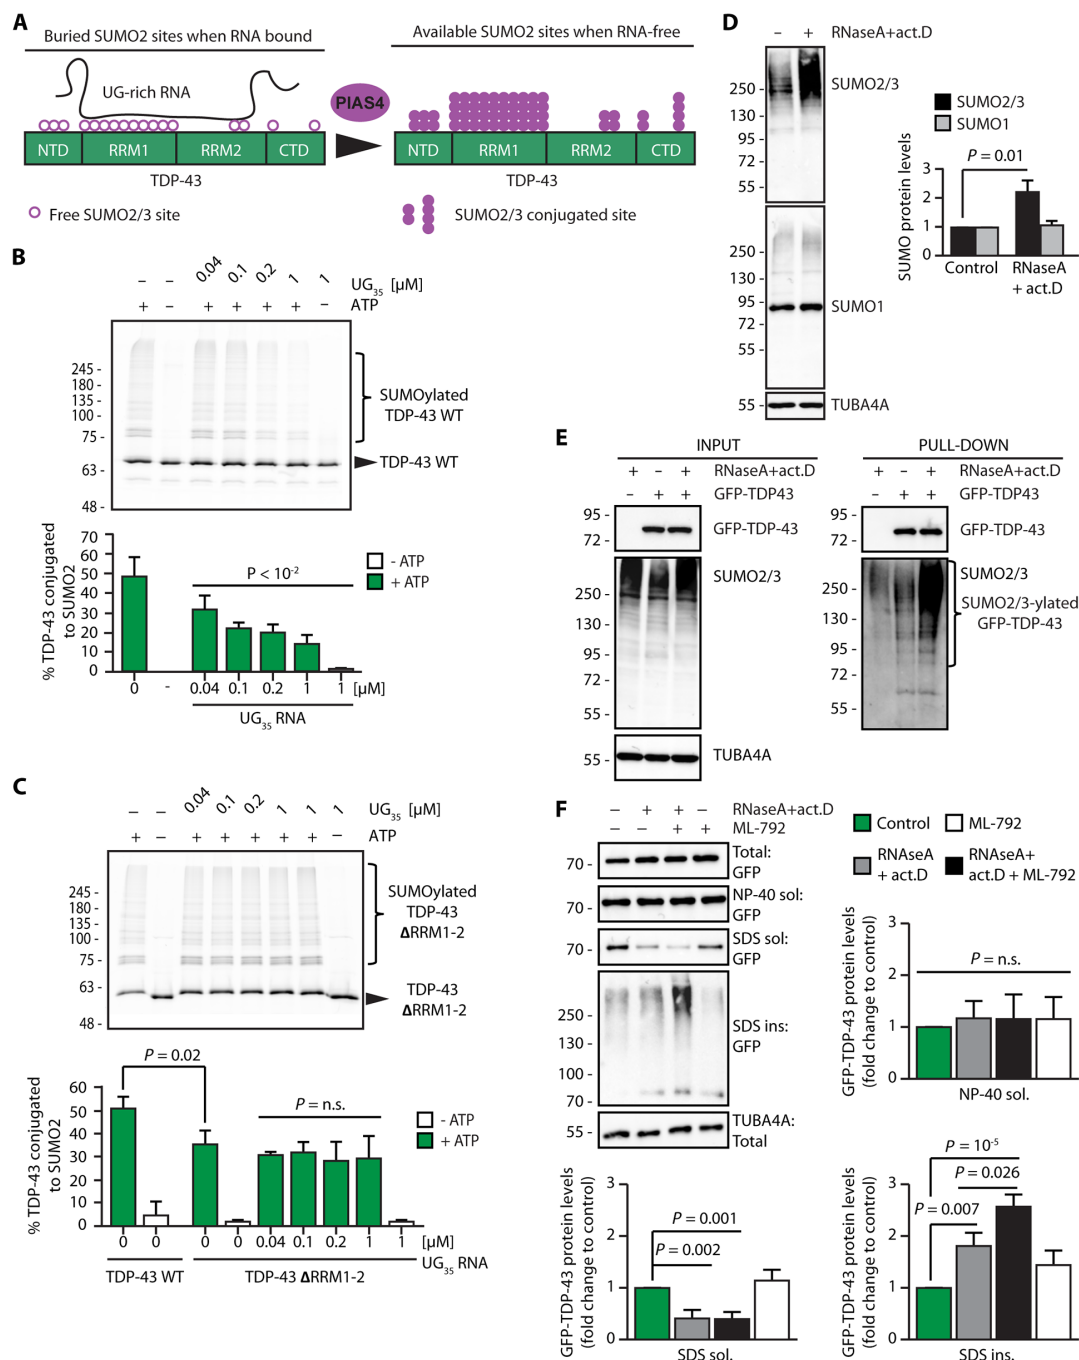 A
Buried SUMO2 sites when RNA bound
Available SUMO2 sites when RNA-free
UG-rich RNA
PIAS4
NTD RRM1 RRM2 CTD
NTD RRM1 RRM2 CTD
TDP-43
TDP-43
Free SUMO2/3 site
SUMO2/3 conjugated site
B
– – 0.04 0.1 0.2 1 1 UG35 [µM]
+ – + + + + – ATP
245 -
180 -
135 -
100 -
75 -
63 -
48 -
SUMOylated
TDP-43 WT
TDP-43 WT
% TDP-43 conjugated
to SUMO2
70
60
50
40
30
20
10
0
P < 10-2
- ATP
+ ATP
0 - 0.04 0.1 0.2 1 1 [µM]
UG35 RNA
C
– – 0.04 0.1 0.2 1 1 1 UG35 [µM]
+ – + + + + + – ATP
245 -
180 -
135 -
100 -
75 -
63 -
48 -
SUMOylated
TDP-43
ΔRRM1-2
TDP-43
ΔRRM1-2
% TDP-43 conjugated
to SUMO2
60
50
40
30
20
10
0
P = 0.02
P = n.s.
- ATP
+ ATP
0 0 0 0 0.04 0.1 0.2 1 1 [µM]
UG35 RNA
TDP-43 WT
TDP-43 ΔRRM1-2
D
– + RNaseA+act.D
250 -
130 -
95 -
72 -
55 -
SUMO2/3
250 -
130 -
95 -
72 -
55 -
SUMO1
55 -
TUBA4A
SUMO2/3
SUMO1
P = 0.01
SUMO protein levels
3
2
1
0
Control
RNaseA
+ act.D
E
INPUT
+ – + RNaseA+act.D
– + + GFP-TDP43
95 -
72 -
GFP-TDP-43
250 -
130 -
95 -
72 -
55 -
SUMO2/3
55 -
TUBA4A
PULL-DOWN
+ – + RNaseA+act.D
– + + GFP-TDP43
95 -
72 -
GFP-TDP-43
250 -
130 -
95 -
72 -
55 -
SUMO2/3
SUMO2/3-ylated
GFP-TDP-43
F
– + + – RNaseA+act.D
– – + + ML-792
70 -
Total:
GFP
70 -
NP-40 sol:
GFP
70 -
SDS sol:
GFP
250 -
130 -
100 -
70 -
SDS ins:
GFP
55 -
TUBA4A:
Total
Control
ML-792
RNAseA
+ act.D
RNAseA+
act.D + ML-792
GFP-TDP-43 protein levels
(fold change to control)
3
2
1
0
P = n.s.
NP-40 sol.
GFP-TDP-43 protein levels
(fold change to control)
3
2
1
0
P = 0.001
P = 0.002
SDS sol.
GFP-TDP-43 protein levels
(fold change to control)
3
2
1
0
P = 10-5
P = 0.026
P = 0.007
SDS ins.